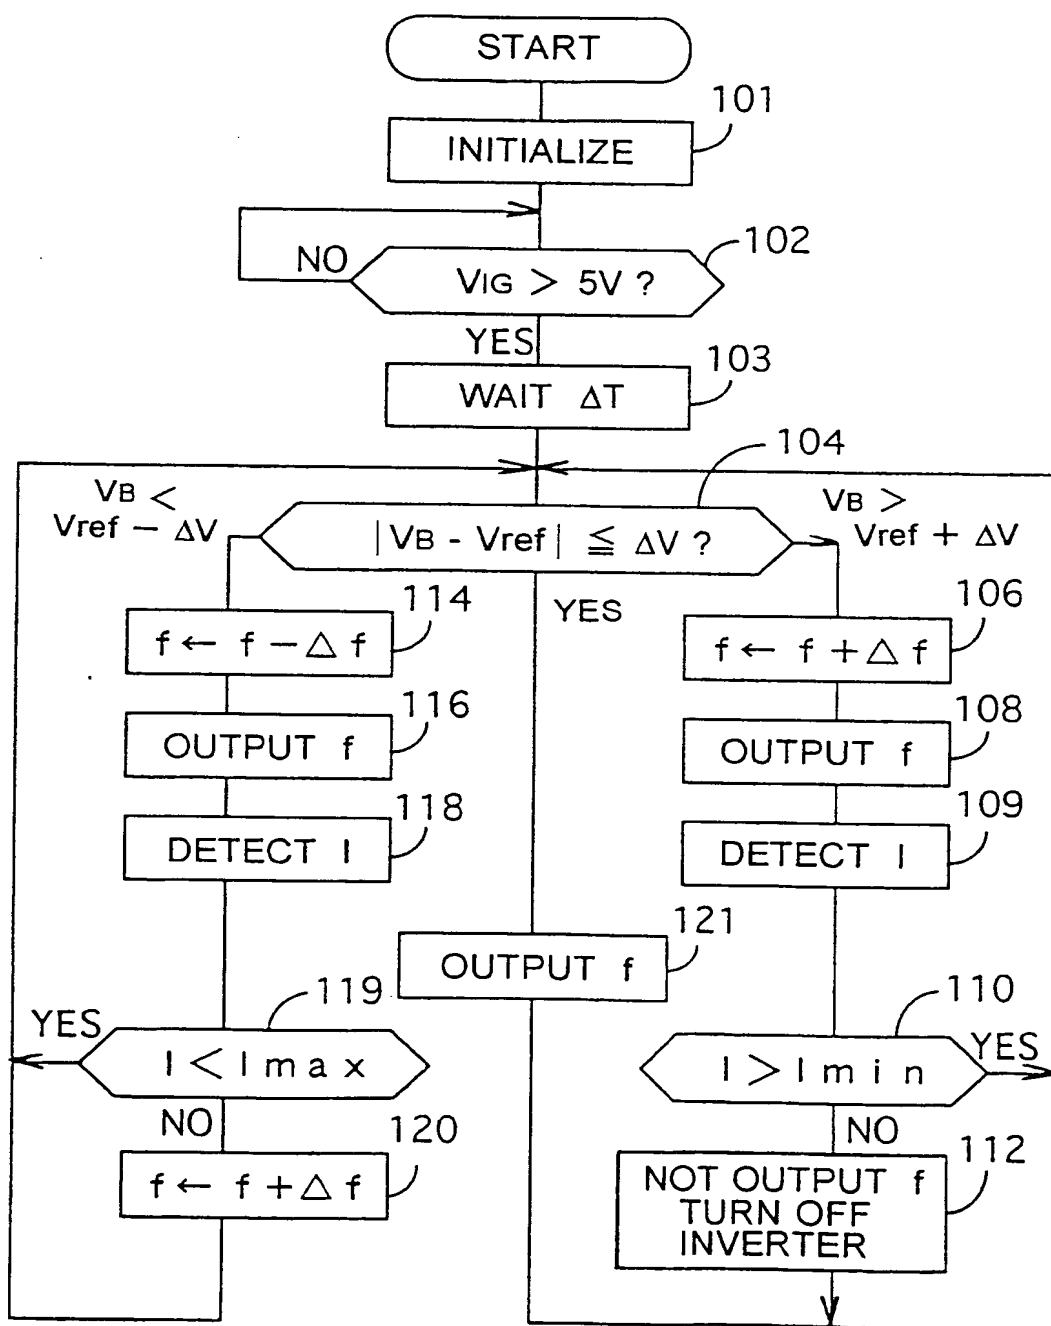 START
101
INITIALIZE
102
NO
VIG > 5V ?
YES
103
WAIT ΔT
104
VB <
Vref − ΔV
|VB - Vref| ≦ ΔV ?
VB >
Vref + ΔV
YES
114
f ← f − △ f
106
f ← f + △ f
116
OUTPUT f
108
OUTPUT f
118
DETECT I
109
DETECT I
121
OUTPUT f
119
YES
I < I max
110
I > I min
YES
NO
120
f ← f + △ f
NO
112
NOT OUTPUT f
TURN OFF
INVERTER